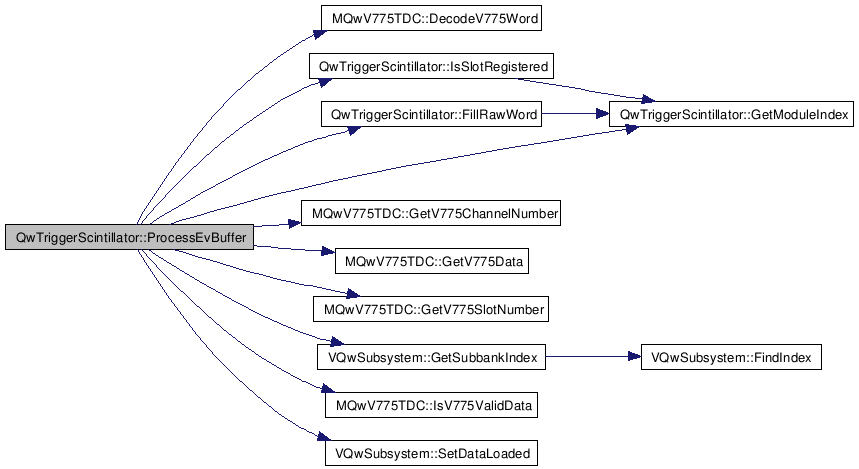 MQwV775TDC::DecodeV775Word
QwTriggerScintillator::IsSlotRegistered
QwTriggerScintillator::FillRawWord
QwTriggerScintillator::GetModuleIndex
MQwV775TDC::GetV775ChannelNumber
QwTriggerScintillator::ProcessEvBuffer
MQwV775TDC::GetV775Data
MQwV775TDC::GetV775SlotNumber
VQwSubsystem::GetSubbankIndex
VQwSubsystem::FindIndex
MQwV775TDC::IsV775ValidData
VQwSubsystem::SetDataLoaded